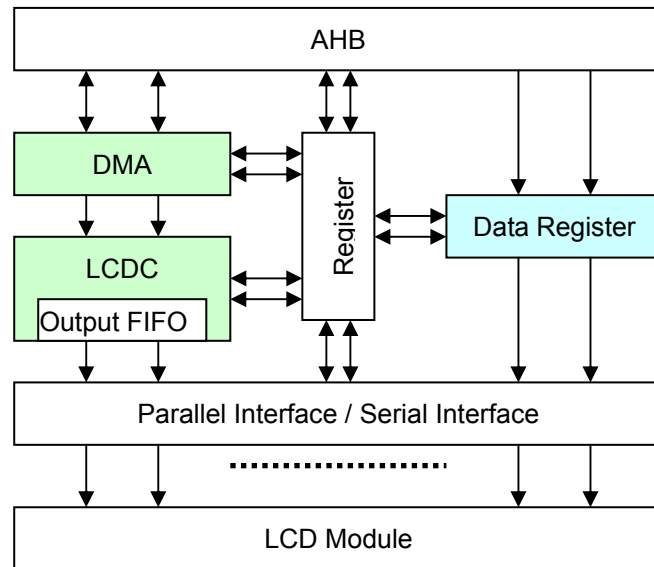 AHB
DMA
Register
Data Register
LCDC
Output FIFO
Parallel Interface / Serial Interface
LCD Module